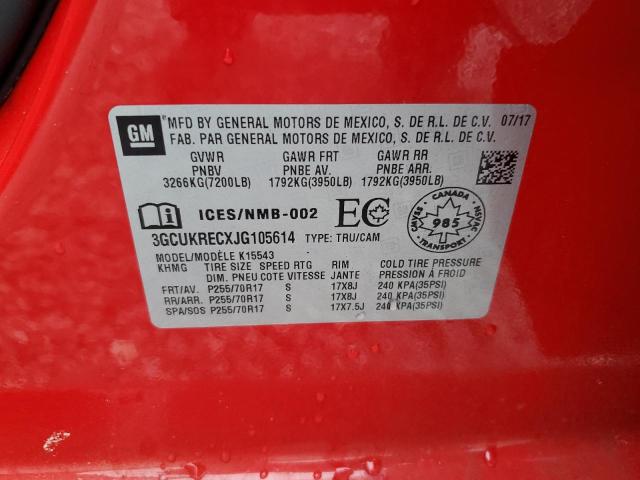 GM
*MFD BY GENERAL MOTORS DE MEXICO, S. DE R.L. DE C.V. 07/17
FAB. PAR GENERAL MOTORS DE MEXICO, S. DE R.L. DE C.V.
GVWR GAWR FRT GAWR RR
PNBV PNBE AV. PNBE ARR.
3266KG(7200LB) 1792KG(3950LB) 1792KG(3950LB)
ICES/NMB-002 EC
CANADA
CMVSS 985 NSVAC
TRANSPORT
3GCUKRECXJG105614 TYPE: TRU/CAM
MODEL/MODÈLE K15543
KHMG TIRE SIZE SPEED RTG RIM COLD TIRE PRESSURE
DIM. PNEU COTE VITESSE JANTE PRESSION À FROID
FRT/AV. P255/70R17 S 17X8J 240 KPA(35PSI)
RR/ARR. P255/70R17 S 17X8J 240 KPA(35PSI)
SPA/SOS P255/70R17 S 17X7.5J 240 KPA(35PSI)